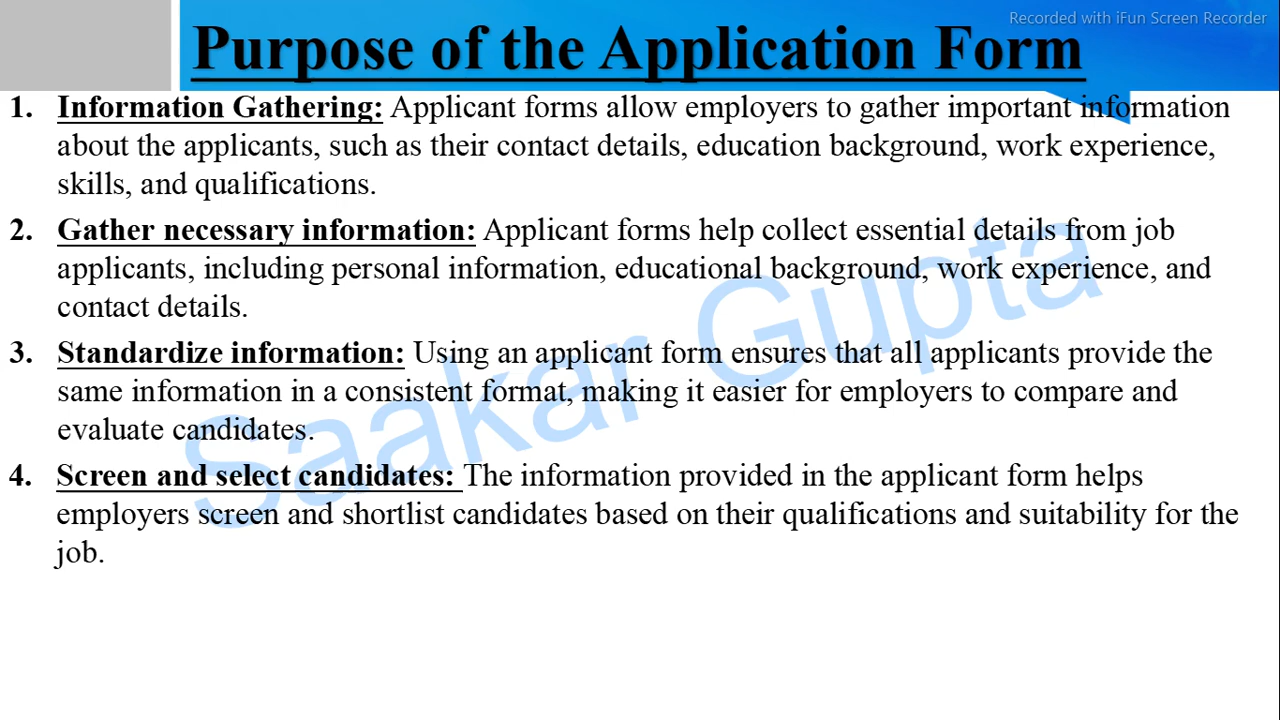 Recorded with iFun Screen Recorder
Purpose of the Application Form
1. Information Gathering: Applicant forms allow employers to gather important information
about the applicants, such as their contact details, education background, work experience,
skills, and qualifications.
2. Gather necessary information: Applicant forms help collect essential details from job
applicants, including personal information, educational background, work experience, and
contact details.
3. Standardize information: Using an applicant form ensures that all applicants provide the
same information in a consistent format, making it easier for employers to compare and
evaluate candidates.
4. Screen and select candidates: The information provided in the applicant form helps
employers screen and shortlist candidates based on their qualifications and suitability for the
job.
Saakar Gupta